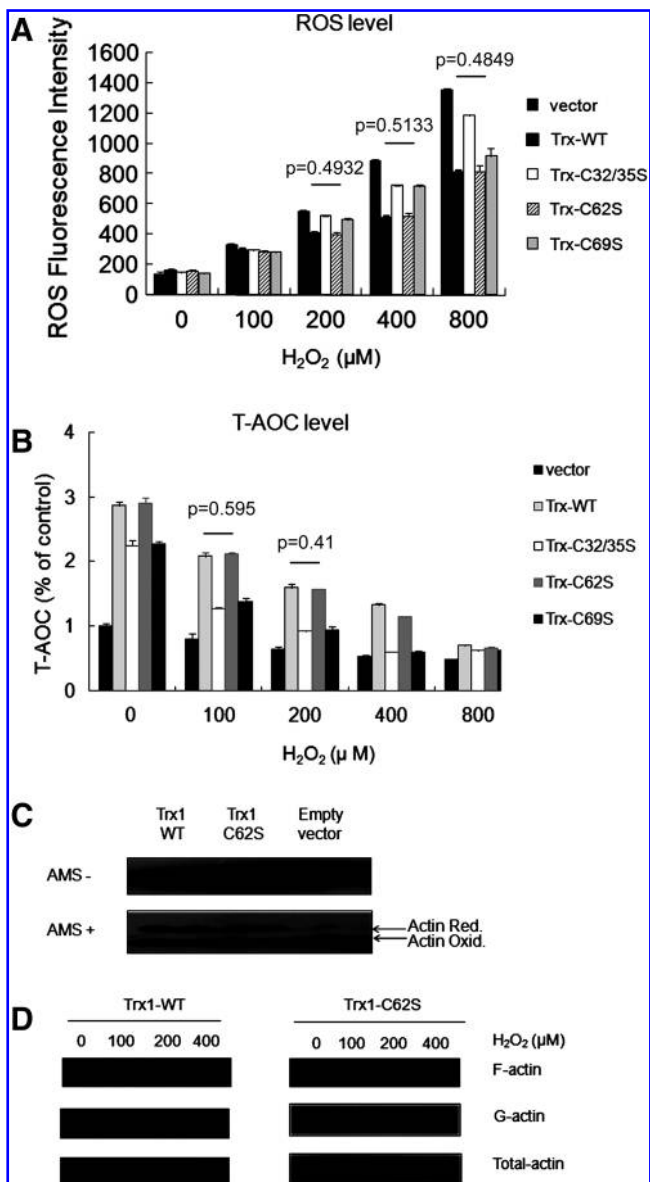 A
ROS level
ROS Fluorescence Intensity
1600
1400
1200
1000
800
600
400
200
0
p=0.4932
p=0.5133
p=0.4849
0 100 200 400 800
H₂O₂ (µM)
vector
Trx-WT
Trx-C32/35S
Trx-C62S
Trx-C69S
B
T-AOC level
T-AOC (% of control)
4
3
2
1
0
p=0.595
p=0.41
0 100 200 400 800
H₂O₂ (µ M)
vector
Trx-WT
Trx-C32/35S
Trx-C62S
Trx-C69S
C
Trx1 Trx1 Empty
WT C62S vector
AMS -
AMS +
Actin Red.
Actin Oxid.
D
Trx1-WT Trx1-C62S
0 100 200 400 0 100 200 400 H₂O₂ (µM)
F-actin
G-actin
Total-actin